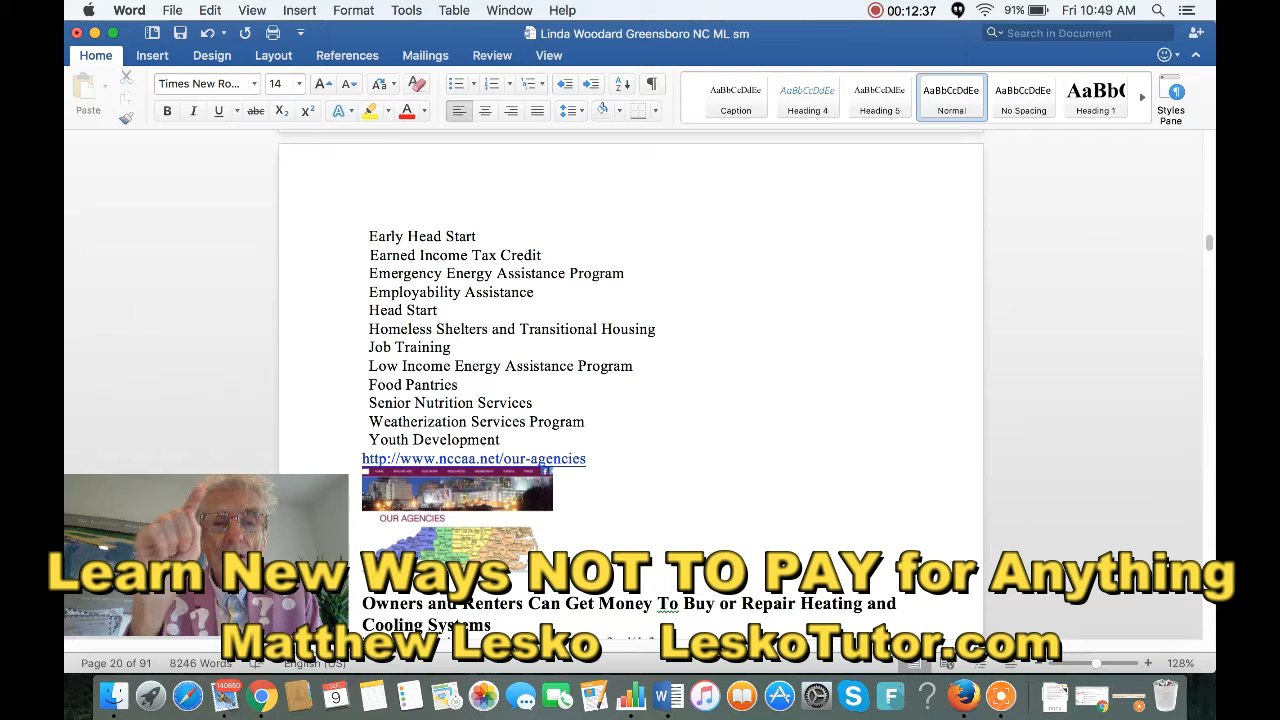 Word File Edit View Insert Format Tools Table Window Help 00:12:37 91% Fri 10:49 AM
Linda Woodard Greensboro NC ML sm
Search in Document
Home Insert Design Layout References Mailings Review View
Times New Ro... 14
AaBbCcDdEe AaBbCcDdEe AaBbCcDdEe AaBbCcDdEe AaBbCcDdEe AaBb(
Paste
Caption Heading 4 Heading 5 Normal No Spacing Heading 1
Styles
Pane
Early Head Start
Earned Income Tax Credit
Emergency Energy Assistance Program
Employability Assistance
Head Start
Homeless Shelters and Transitional Housing
Job Training
Low Income Energy Assistance Program
Food Pantries
Senior Nutrition Services
Weatherization Services Program
Youth Development
http://www.nccaa.net/our-agencies
OUR AGENCIES
Learn New Ways NOT TO PAY for Anything
Owners and Renters Can Get Money To Buy or Repair Heating and
Cooling Systems
Matthew Lesko LeskoTutor.com
Page 20 of 91 8246 Words English (US) 128%
140660
SEP
9